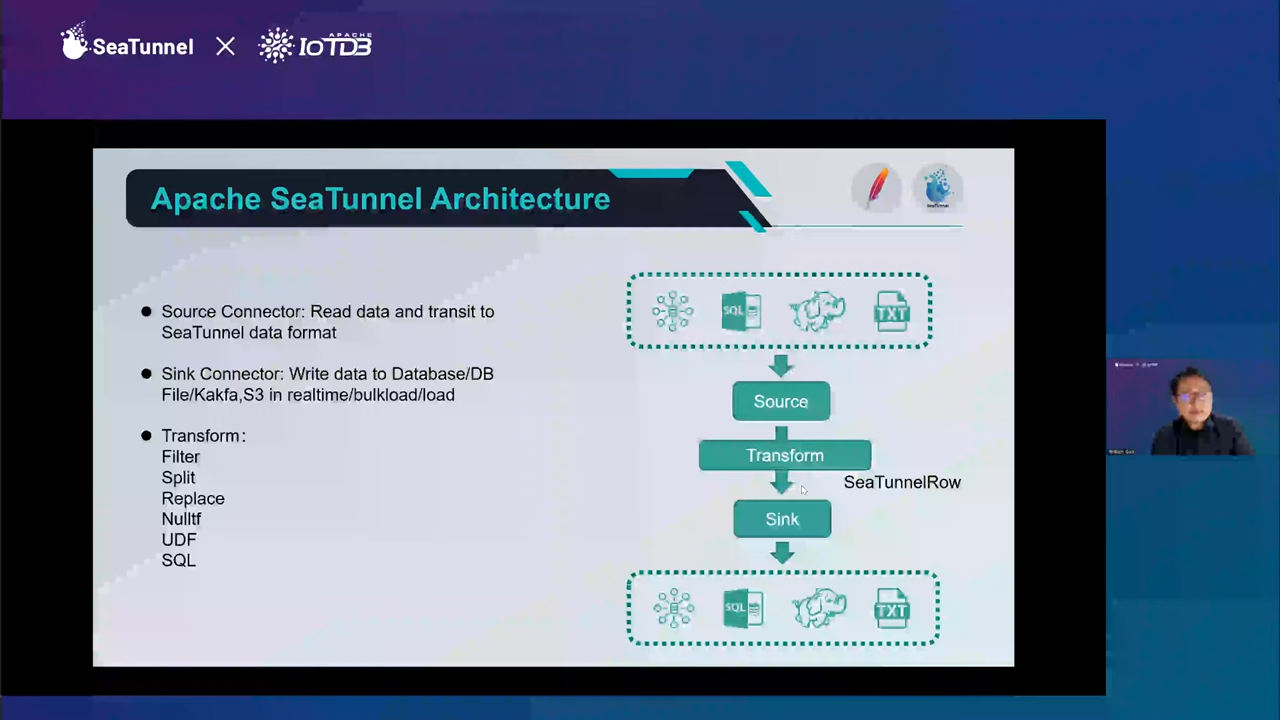 SeaTunnel X APACHE IoTDB
Apache SeaTunnel Architecture
SeaTunnel
● Source Connector: Read data and transit to
SeaTunnel data format
● Sink Connector: Write data to Database/DB
File/Kakfa,S3 in realtime/bulkload/load
● Transform:
Filter
Split
Replace
Nulltf
UDF
SQL
SQL
TXT
Source
Transform
SeaTunnelRow
Sink
SQL
TXT